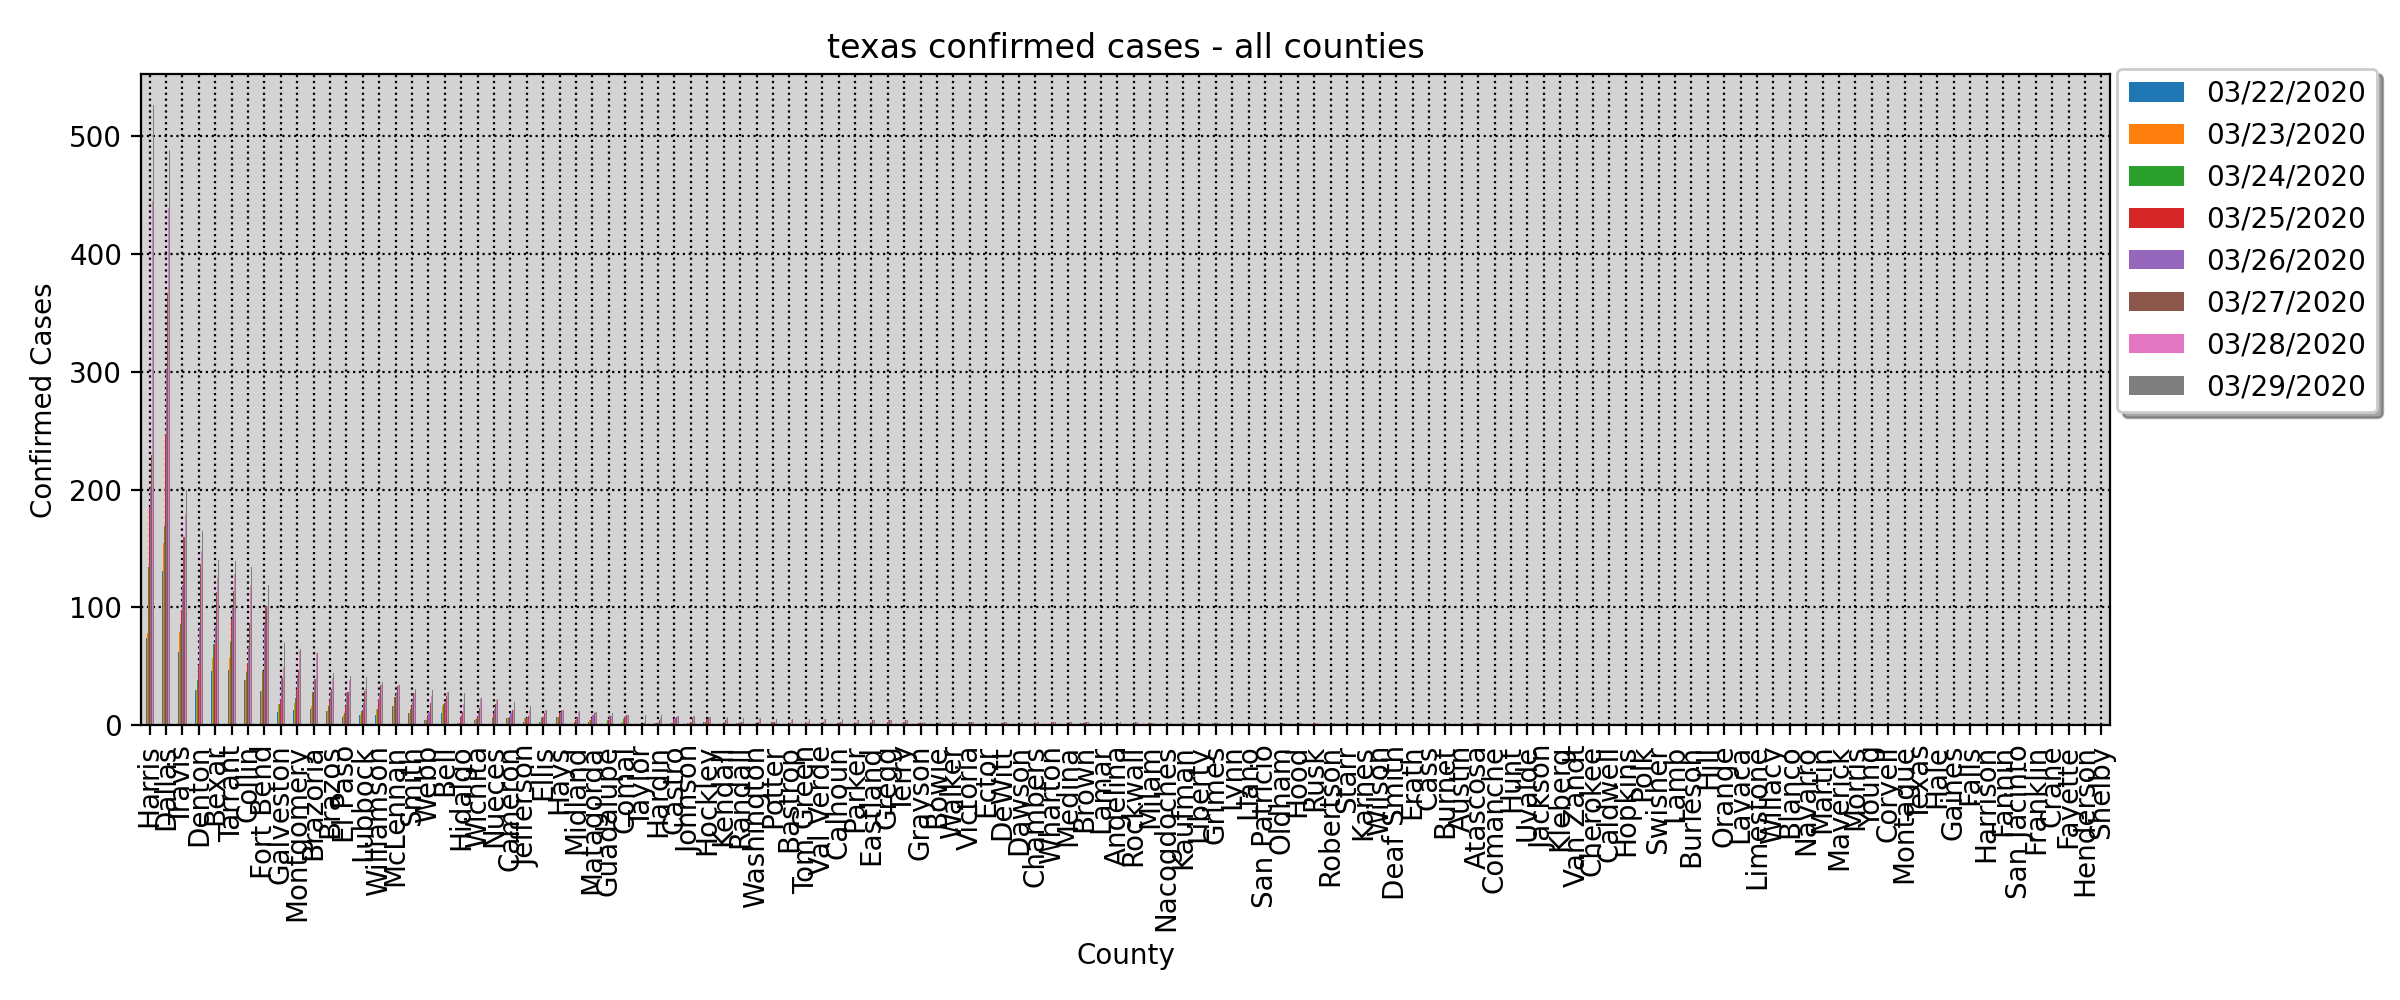 texas confirmed cases - all counties
Confirmed Cases
500
400
300
200
100
0
03/22/2020
03/23/2020
03/24/2020
03/25/2020
03/26/2020
03/27/2020
03/28/2020
03/29/2020
Harris
Dallas
Travis
Denton
Bexar
Tarrant
Collin
Fort Bend
Galveston
Montgomery
Brazoria
Brazos
El Paso
Lubbock
Williamson
McLennan
Smith
Webb
Bell
Hidalgo
Wichita
Nueces
Cameron
Jefferson
Ellis
Hays
Midland
Matagorda
Guadalupe
Comal
Taylor
Hardin
Castro
Johnson
Hockley
Kendall
Randall
Washington
Potter
Bastrop
Tom Green
Val Verde
Calhoun
Parker
Eastland
Gregg
Terry
Grayson
Bowie
Walker
Victoria
Ector
DeWitt
Dawson
Chambers
Wharton
Medina
Brown
Lamar
Angelina
Rockwall
Milam
Nacogdoches
Kaufman
Liberty
Grimes
Lynn
Llano
San Patricio
Oldham
Hood
Rusk
Robertson
Starr
Karnes
Wilson
Deaf Smith
Erath
Cass
Burnet
Austin
Atascosa
Comanche
Hunt
Uvalde
Jackson
Kleberg
Van Zandt
Cherokee
Caldwell
Hopkins
Polk
Swisher
Lamb
Burleson
Hill
Orange
Lavaca
Limestone
Willacy
Blanco
Navarro
Martin
Maverick
Morris
Young
Coryell
Montague
Texas
Hae
Gaines
Falls
Harrison
Fannin
San Jacinto
Franklin
Crane
Fayette
Henderson
Shelby
County